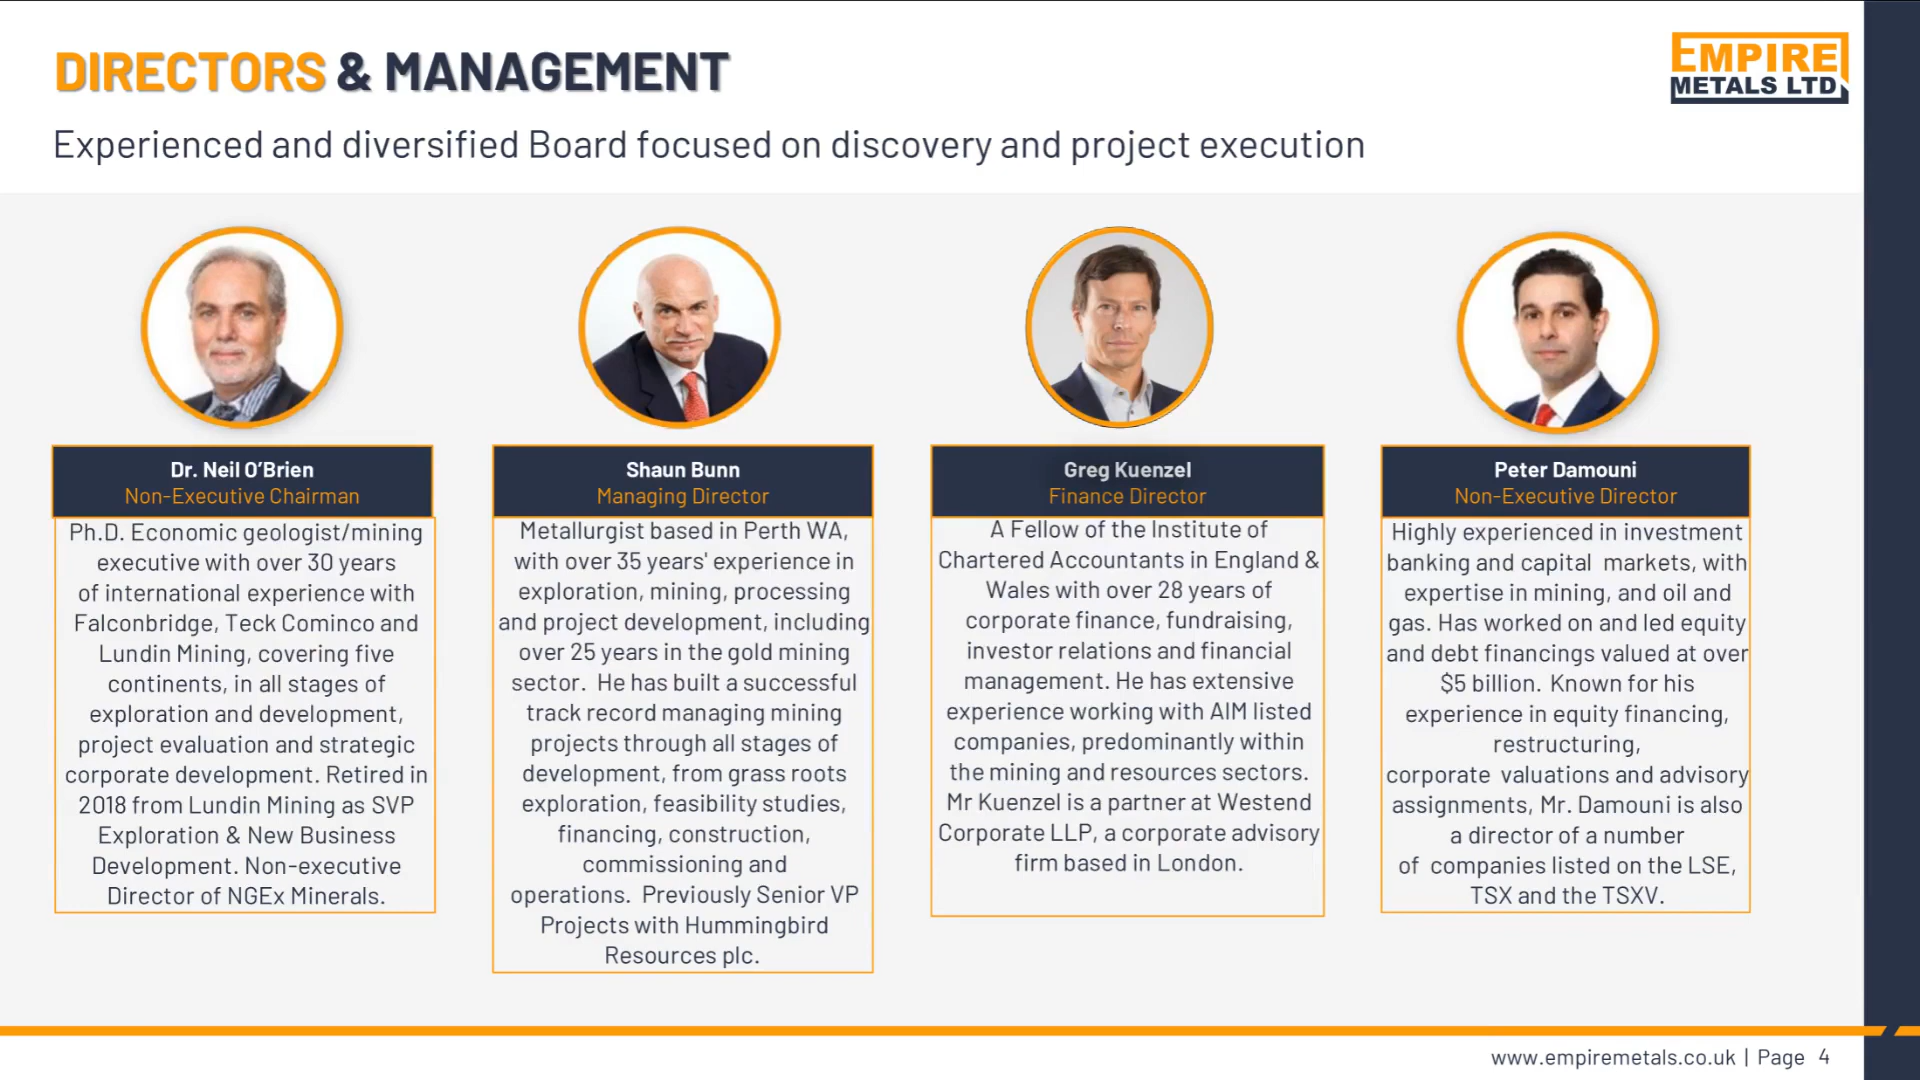 DIRECTORS & MANAGEMENT
EMPIRE
METALS LTD
Experienced and diversified Board focused on discovery and project execution
Dr. Neil O’Brien
Non-Executive Chairman
Ph.D. Economic geologist/mining
executive with over 30 years
of international experience with
Falconbridge, Teck Cominco and
Lundin Mining, covering five
continents, in all stages of
exploration and development,
project evaluation and strategic
corporate development. Retired in
2018 from Lundin Mining as SVP
Exploration & New Business
Development. Non-executive
Director of NGEx Minerals.
Shaun Bunn
Managing Director
Metallurgist based in Perth WA,
with over 35 years' experience in
exploration, mining, processing
and project development, including
over 25 years in the gold mining
sector. He has built a successful
track record managing mining
projects through all stages of
development, from grass roots
exploration, feasibility studies,
financing, construction,
commissioning and
operations. Previously Senior VP
Projects with Hummingbird
Resources plc.
Greg Kuenzel
Finance Director
A Fellow of the Institute of
Chartered Accountants in England &
Wales with over 28 years of
corporate finance, fundraising,
investor relations and financial
management. He has extensive
experience working with AIM listed
companies, predominantly within
the mining and resources sectors.
Mr Kuenzel is a partner at Westend
Corporate LLP, a corporate advisory
firm based in London.
Peter Damouni
Non-Executive Director
Highly experienced in investment
banking and capital markets, with
expertise in mining, and oil and
gas. Has worked on and led equity
and debt financings valued at over
$5 billion. Known for his
experience in equity financing,
restructuring,
corporate valuations and advisory
assignments, Mr. Damouni is also
a director of a number
of companies listed on the LSE,
TSX and the TSXV.
www.empiremetals.co.uk | Page 4